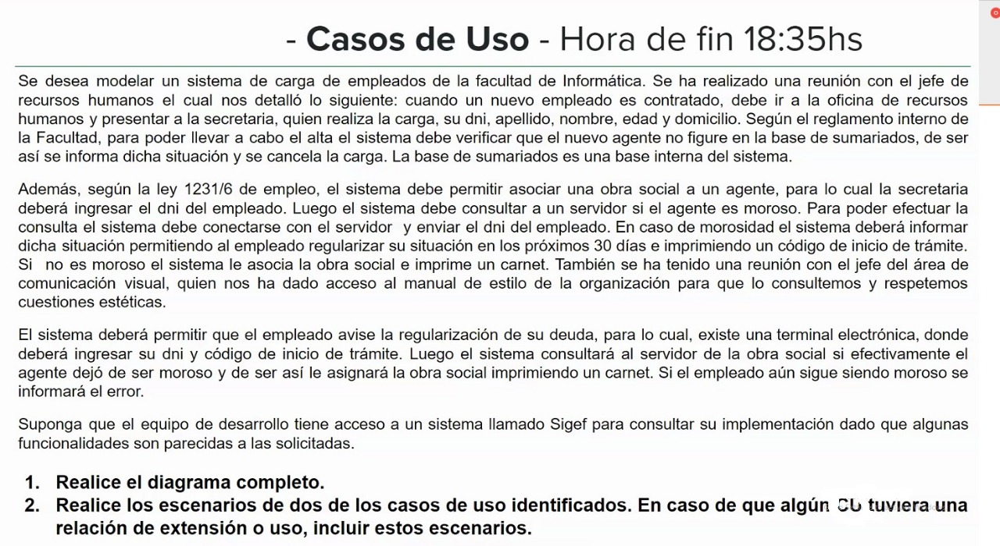 - Casos de Uso - Hora de fin 18:35hs
Se desea modelar un sistema de carga de empleados de la facultad de Informática. Se ha realizado una reunión con el jefe de
recursos humanos el cual nos detalló lo siguiente: cuando un nuevo empleado es contratado, debe ir a la oficina de recursos
humanos y presentar a la secretaria, quien realiza la carga, su dni, apellido, nombre, edad y domicilio. Según el reglamento interno de
la Facultad, para poder llevar a cabo el alta el sistema debe verificar que el nuevo agente no figure en la base de sumariados, de ser
así se informa dicha situación y se cancela la carga. La base de sumariados es una base interna del sistema.
Además, según la ley 1231/6 de empleo, el sistema debe permitir asociar una obra social a un agente, para lo cual la secretaria
deberá ingresar el dni del empleado. Luego el sistema debe consultar a un servidor si el agente es moroso. Para poder efectuar la
consulta el sistema debe conectarse con el servidor y enviar el dni del empleado. En caso de morosidad el sistema deberá informar
dicha situación permitiendo al empleado regularizar su situación en los próximos 30 días e imprimiendo un código de inicio de trámite.
Si no es moroso el sistema le asocia la obra social e imprime un carnet. También se ha tenido una reunión con el jefe del área de
comunicación visual, quien nos ha dado acceso al manual de estilo de la organización para que lo consultemos y respetemos
cuestiones estéticas.
El sistema deberá permitir que el empleado avise la regularización de su deuda, para lo cual, existe una terminal electrónica, donde
deberá ingresar su dni y código de inicio de trámite. Luego el sistema consultará al servidor de la obra social si efectivamente el
agente dejó de ser moroso y de ser así le asignará la obra social imprimiendo un carnet. Si el empleado aún sigue siendo moroso se
informará el error.
Suponga que el equipo de desarrollo tiene acceso a un sistema llamado Sigef para consultar su implementación dado que algunas
funcionalidades son parecidas a las solicitadas.
1. Realice el diagrama completo.
2. Realice los escenarios de dos de los casos de uso identificados. En caso de que algún CU tuviera una
relación de extensión o uso, incluir estos escenarios.